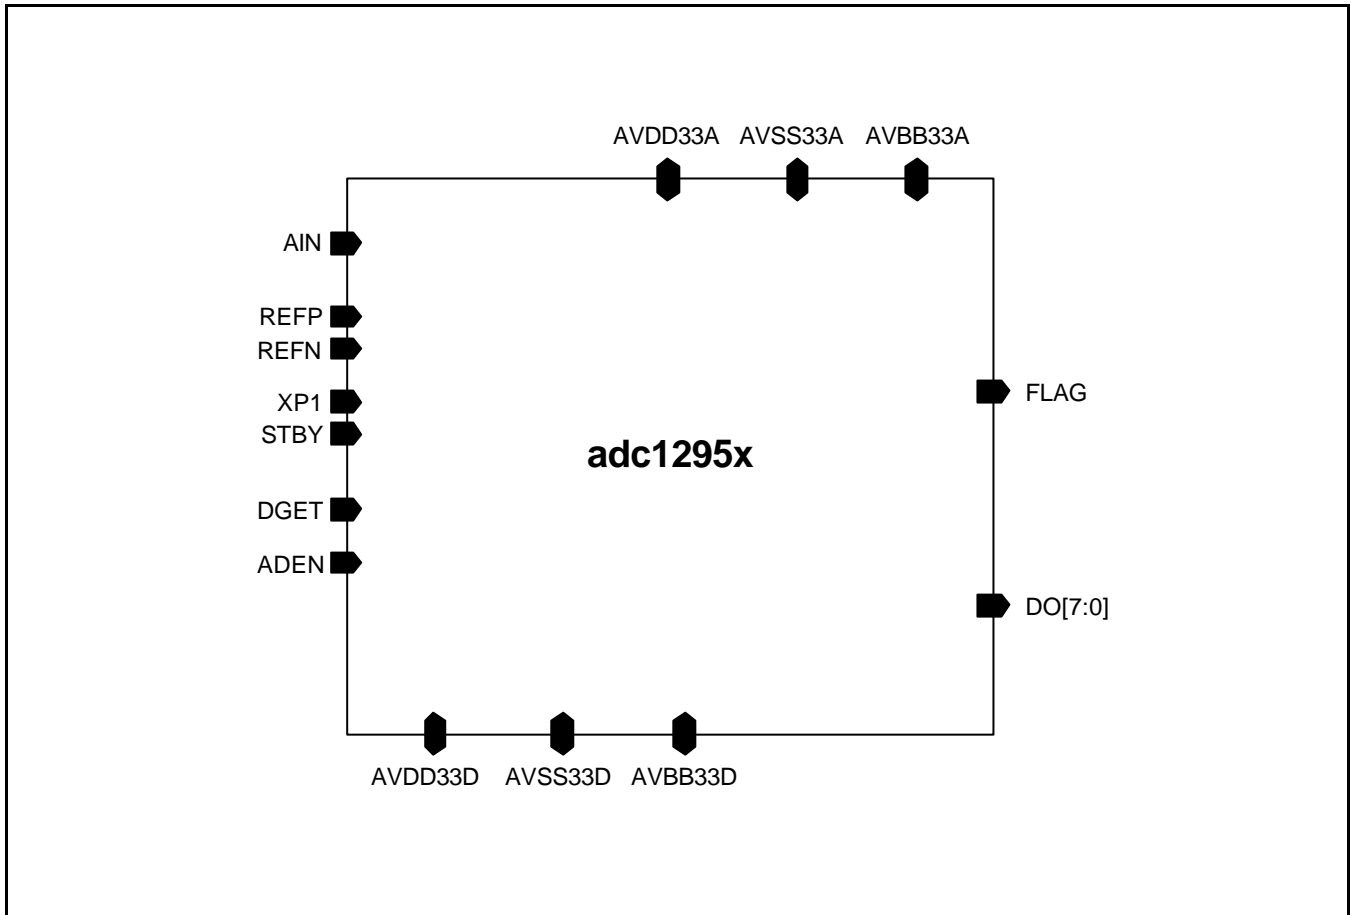 AVDD33A AVSS33A AVBB33A
AIN
REFP
REFN
XP1
FLAG
STBY
adc1295x
DGET
ADEN
DO[7:0]
AVDD33D AVSS33D AVBB33D